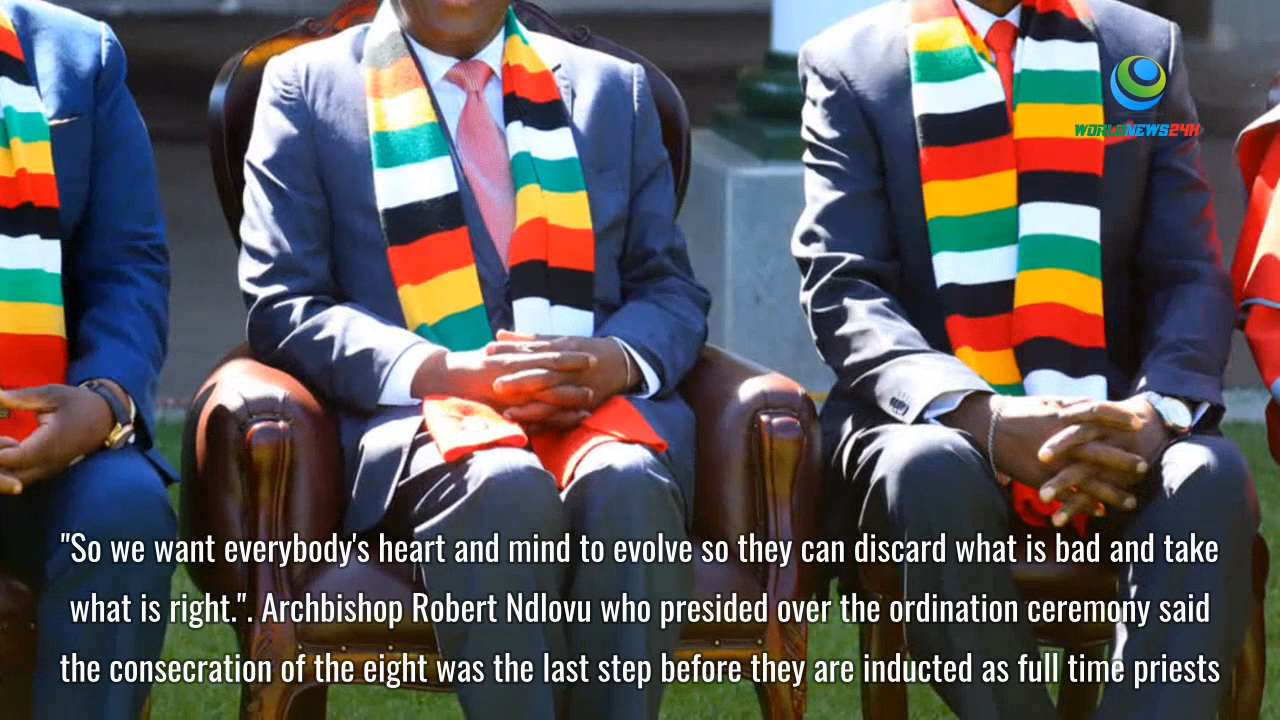 WORLDNEWS24H
"So we want everybody's heart and mind to evolve so they can discard what is bad and take
what is right.". Archbishop Robert Ndlovu who presided over the ordination ceremony said
the consecration of the eight was the last step before they are inducted as full time priests